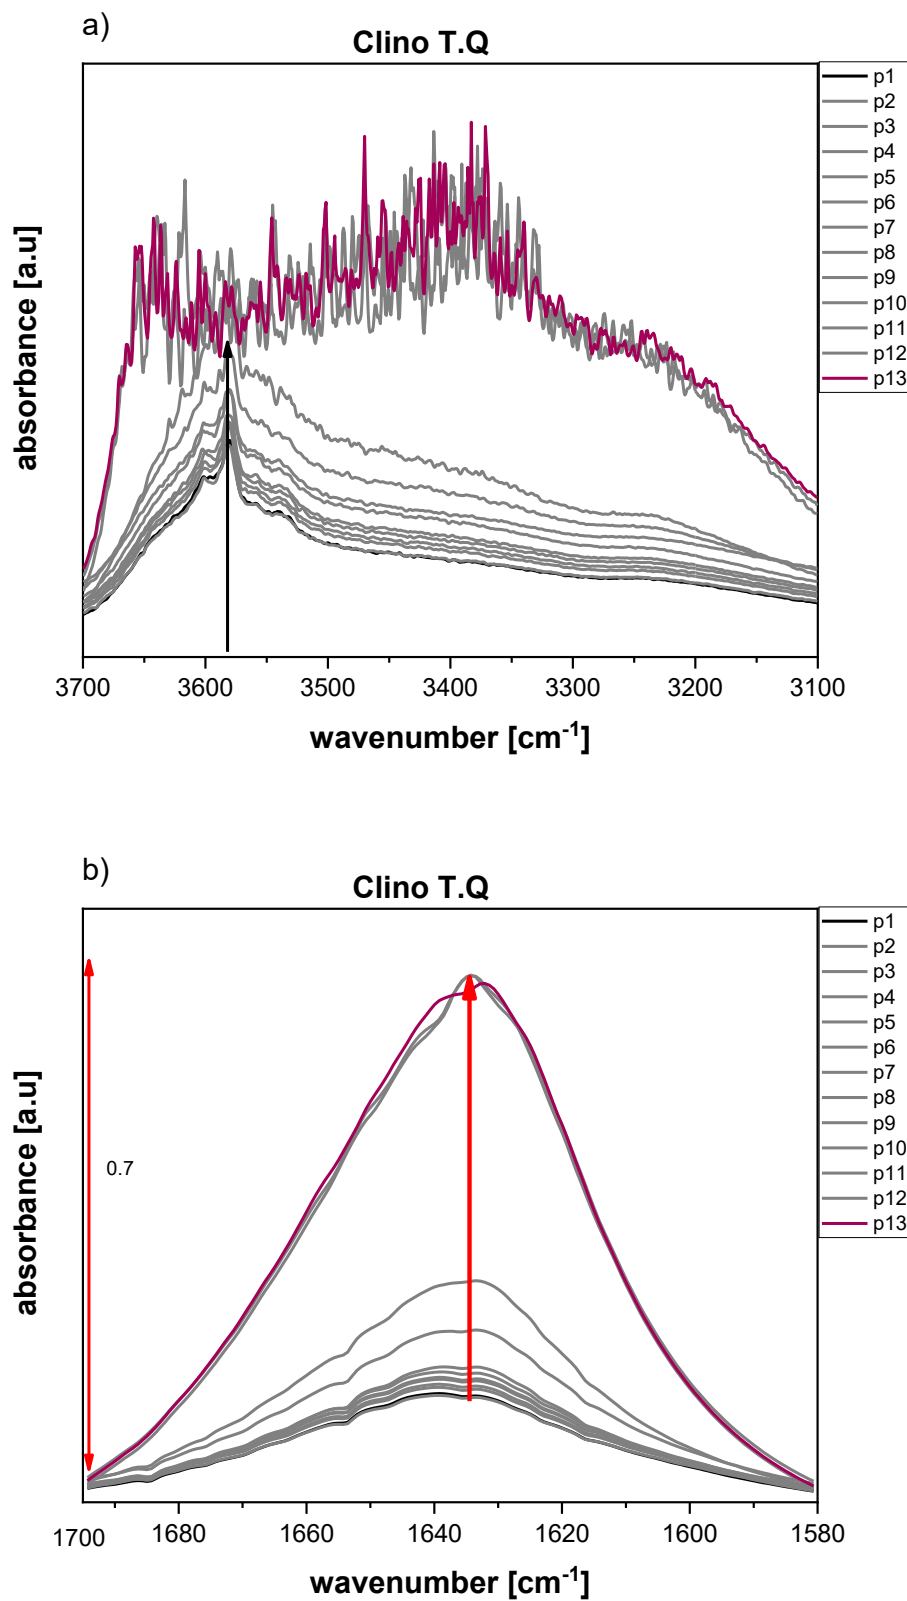 a)
Clino T.Q
absorbance [a.u]
p1
p2
p3
p4
p5
p6
p7
p8
p9
p10
p11
p12
p13
3700 3600 3500 3400 3300 3200 3100
wavenumber [cm⁻¹]
b)
Clino T.Q
absorbance [a.u]
0.7
p1
p2
p3
p4
p5
p6
p7
p8
p9
p10
p11
p12
p13
1700 1680 1660 1640 1620 1600 1580
wavenumber [cm⁻¹]